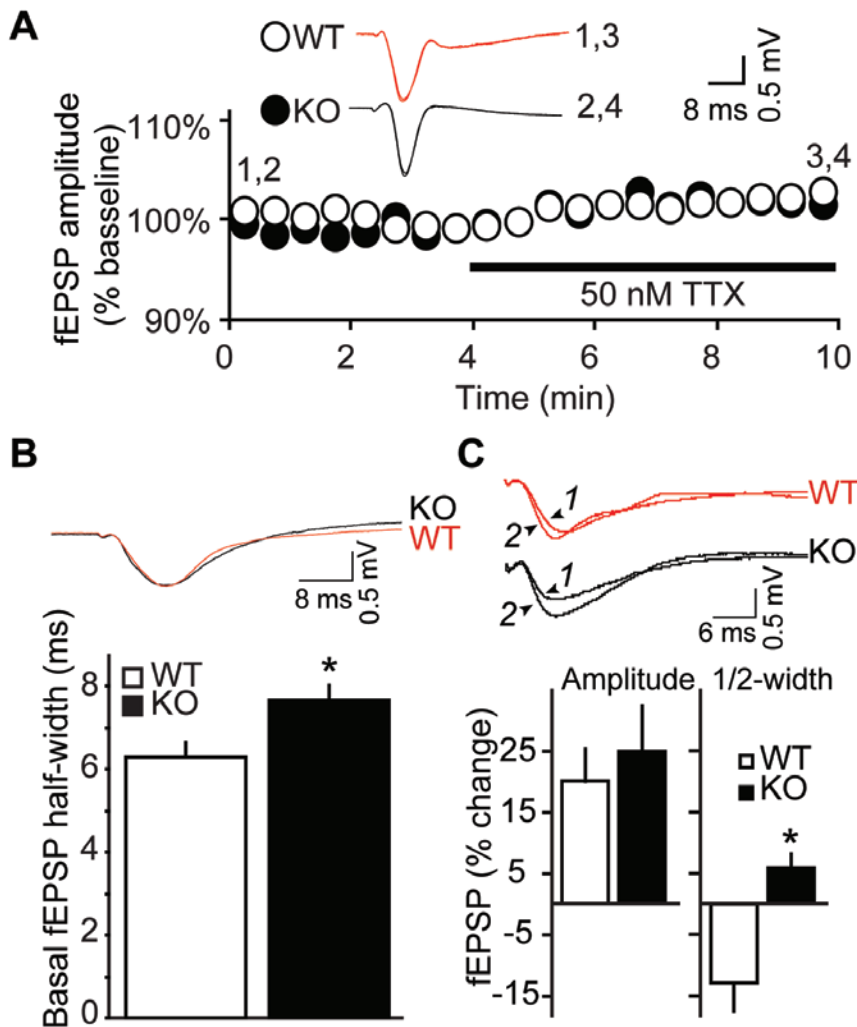 A
WT
1,3
8 ms
0.5 mV
KO
2,4
110%
1,2
3,4
100%
50 nM TTX
90%
fEPSP amplitude
(% basseline)
0 2 4 6 8 10
Time (min)
B
KO
WT
8 ms
0.5 mV
WT
KO
*
8
6
4
2
0
Basal fEPSP half-width (ms)
C
1
WT
2
1
KO
2
6 ms
0.5 mV
Amplitude 1/2-width
25
WT
15
KO
*
5
-5
-15
fEPSP (% change)